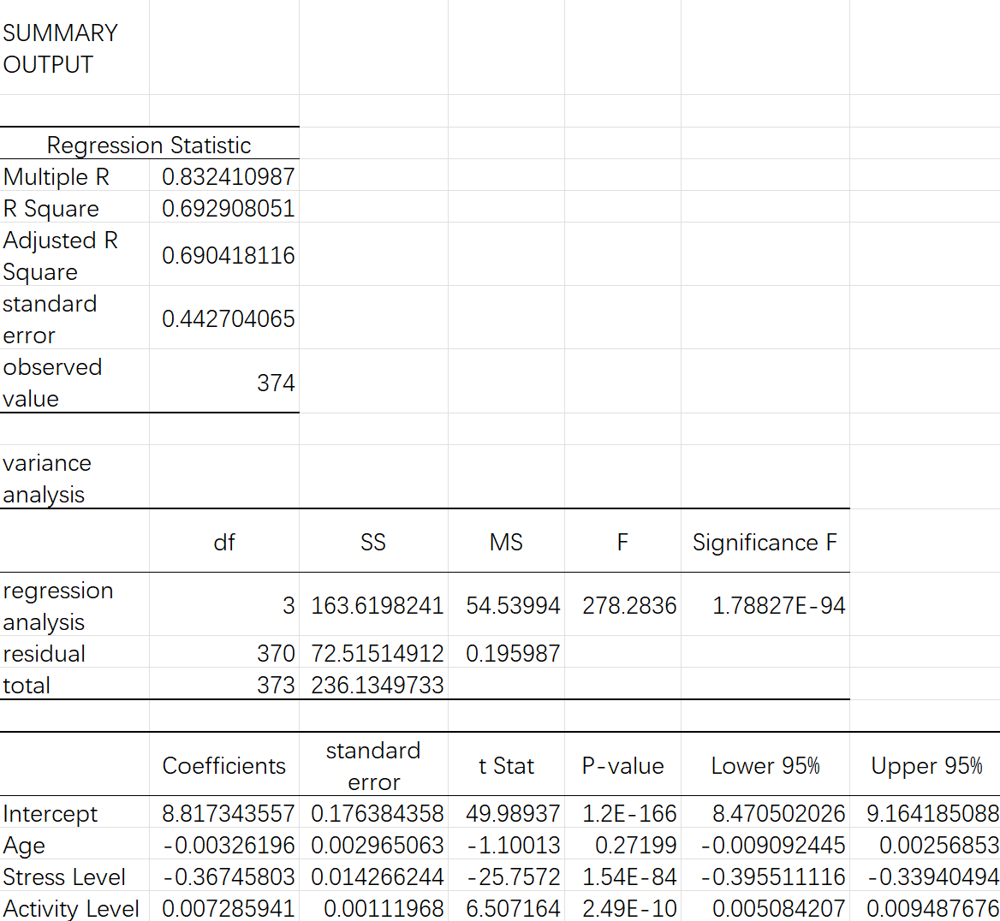 SUMMARY
OUTPUT
Regression Statistic
Multiple R 0.832410987
R Square 0.692908051
Adjusted R
Square 0.690418116
standard
error 0.442704065
observed
value 374
variance
analysis
df SS MS F Significance F
regression
analysis 3 163.6198241 54.53994 278.2836 1.78827E-94
residual 370 72.51514912 0.195987
total 373 236.1349733
Coefficients standard
error t Stat P-value Lower 95% Upper 95%
Intercept 8.817343557 0.176384358 49.98937 1.2E-166 8.470502026 9.164185088
Age -0.00326196 0.002965063 -1.10013 0.27199 -0.009092445 0.00256853
Stress Level -0.36745803 0.014266244 -25.7572 1.54E-84 -0.395511116 -0.33940494
Activity Level 0.007285941 0.00111968 6.507164 2.49E-10 0.005084207 0.009487676